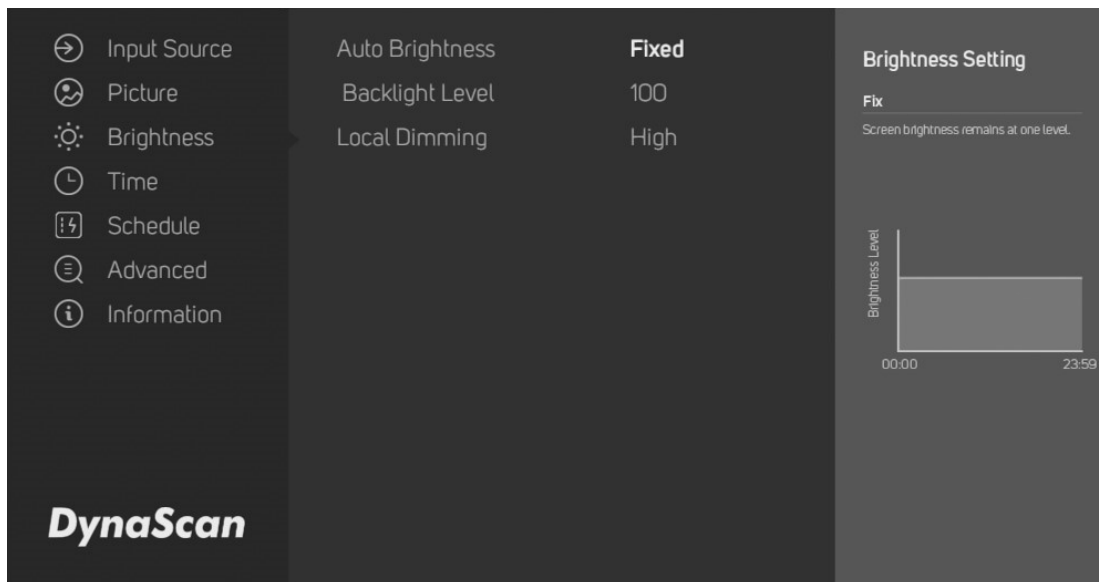 Input Source
Picture
Brightness
Time
Schedule
Advanced
Information
DynaScan
Auto Brightness Fixed
Backlight Level 100
Local Dimming High
Brightness Setting
Fix
Screen brightness remains at one level.
Brightness Level
00:00 23:59